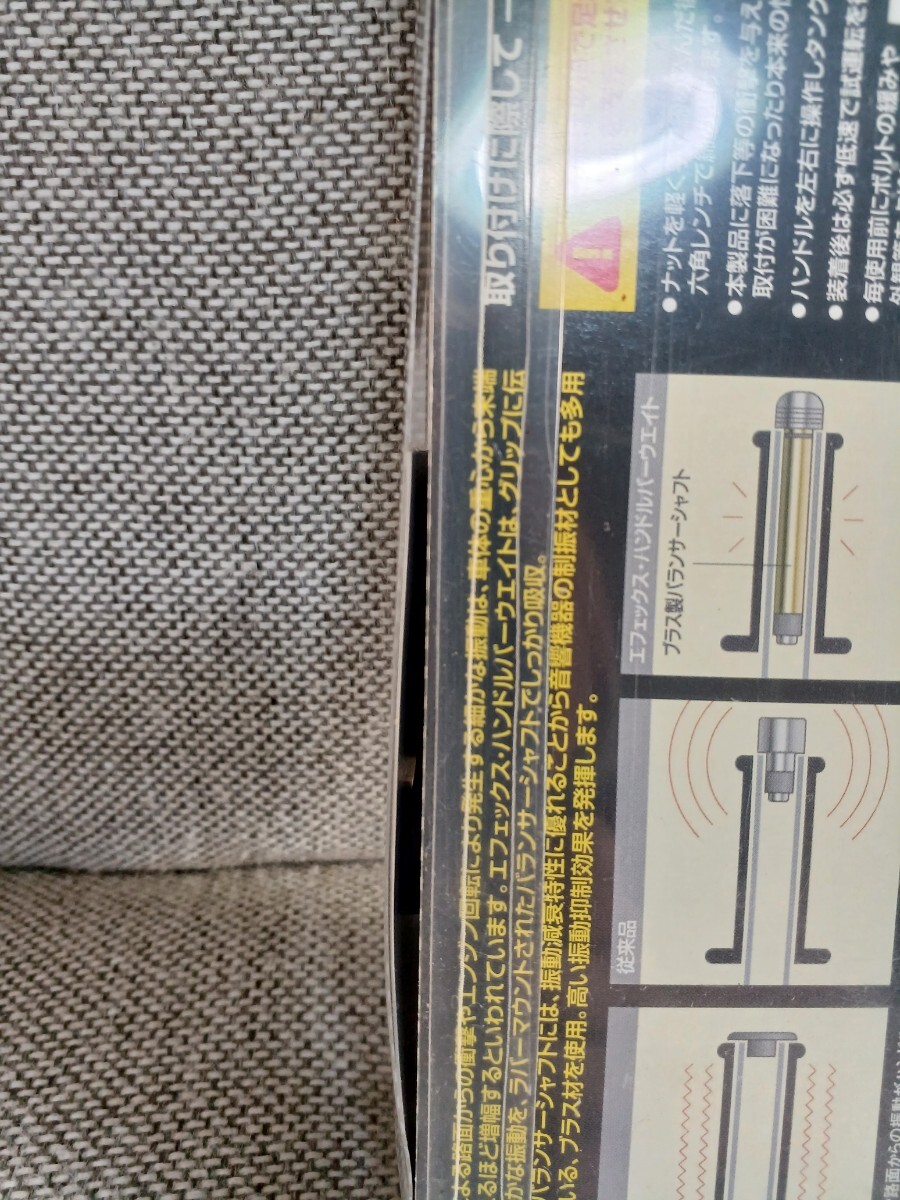 よる路面からの衝撃やエンジン回転により発生する細かな振動は、車体の重心から末端
るほど増幅するといわれています。エフェックス・ハンドルバーウエイトは、グリップに伝
かな振動を、ラバーマウントされたバランサーシャフトでしっかり吸収。
バランサーシャフトには、振動減衰特性に優れることから音響機器の制振材としても多用
いる、ブラス材を使用。高い振動抑制効果を発揮します。
取り付けに際して
ナットを軽く
六角レンチで
●本製品に落下等の衝撃を与え
取付が困難になったり本来の性
●ハンドルを左右に操作しタンク
●装着後は必ず低速で試運転を行
●毎使用前にボルトの緩みや
従来品
エフェックス・ハンドルバーウエイト
ブラス製バランサーシャフト
路面からの振動が